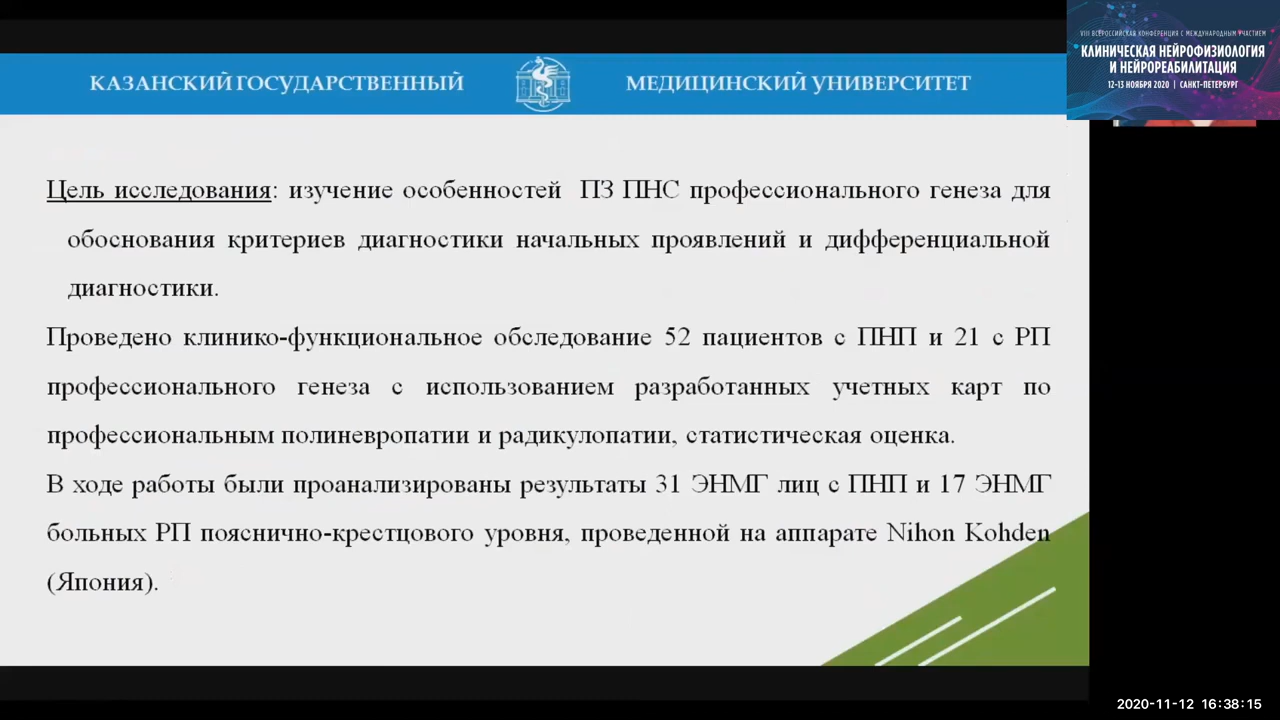 КАЗАНСКИЙ ГОСУДАРСТВЕННЫЙ МЕДИЦИНСКИЙ УНИВЕРСИТЕТ
VIII ВСЕРОССИЙСКАЯ КОНФЕРЕНЦИЯ С МЕЖДУНАРОДНЫМ УЧАСТИЕМ
КЛИНИЧЕСКАЯ НЕЙРОФИЗИОЛОГИЯ
И НЕЙРОРЕАБИЛИТАЦИЯ
12-13 НОЯБРЯ 2020 | САНКТ-ПЕТЕРБУРГ
Цель исследования: изучение особенностей ПЗ ПНС профессионального генеза для
обоснования критериев диагностики начальных проявлений и дифференциальной
диагностики.
Проведено клинико-функциональное обследование 52 пациентов с ПНП и 21 с РП
профессионального генеза с использованием разработанных учетных карт по
профессиональным полиневропатии и радикулопатии, статистическая оценка.
В ходе работы были проанализированы результаты 31 ЭНМГ лиц с ПНП и 17 ЭНМГ
больных РП пояснично-крестцового уровня, проведенной на аппарате Nihon Kohden
(Япония).
2020-11-12 16:38:15